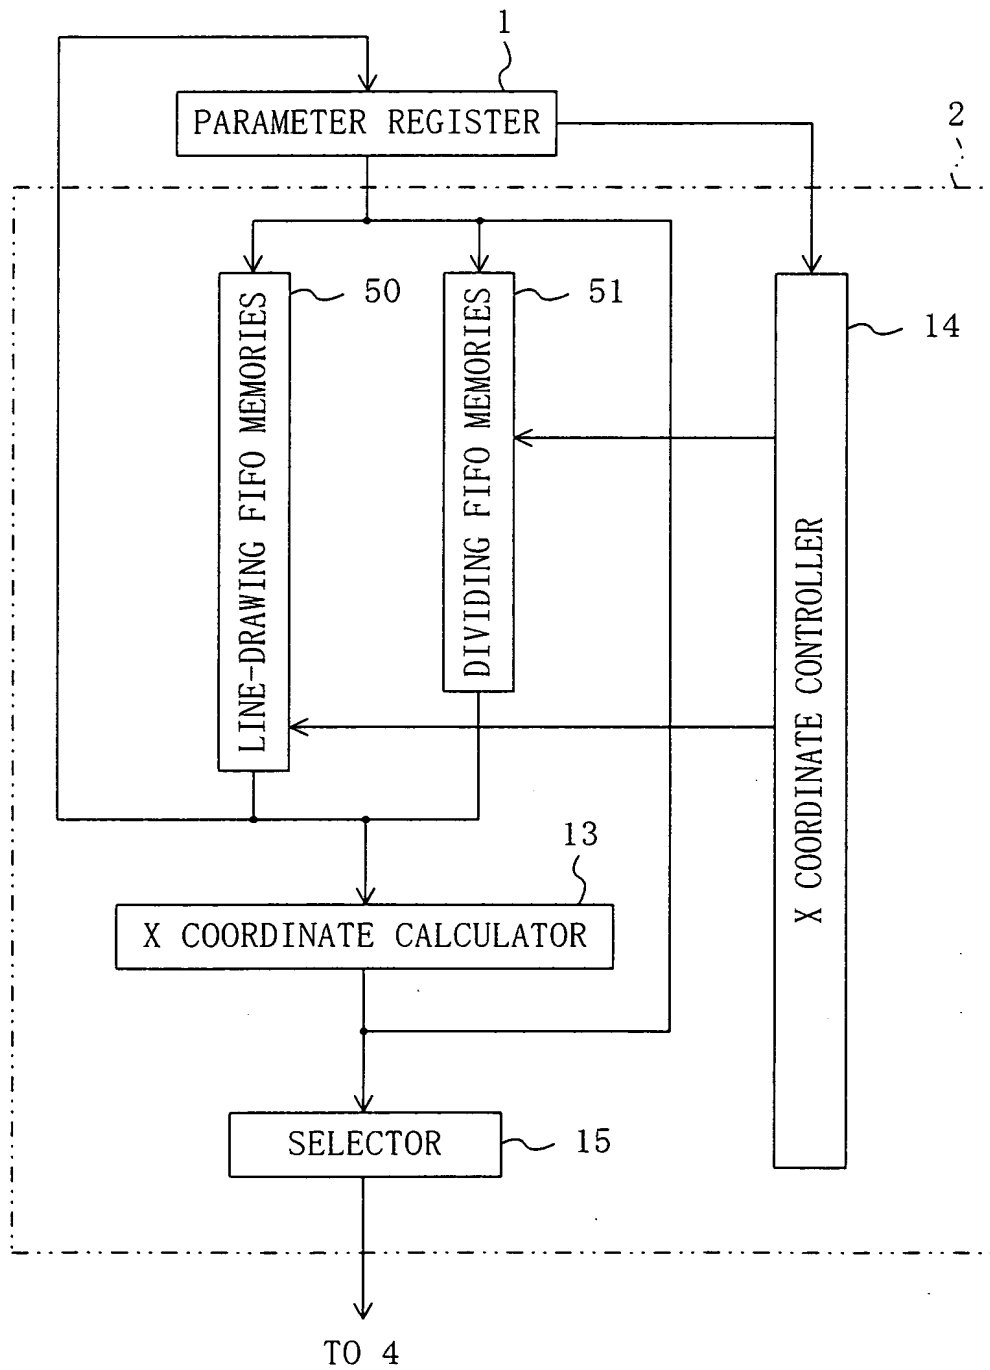 1
PARAMETER REGISTER
2
50
51
14
LINE-DRAWING FIFO MEMORIES
DIVIDING FIFO MEMORIES
X COORDINATE CONTROLLER
13
X COORDINATE CALCULATOR
SELECTOR
15
TO 4